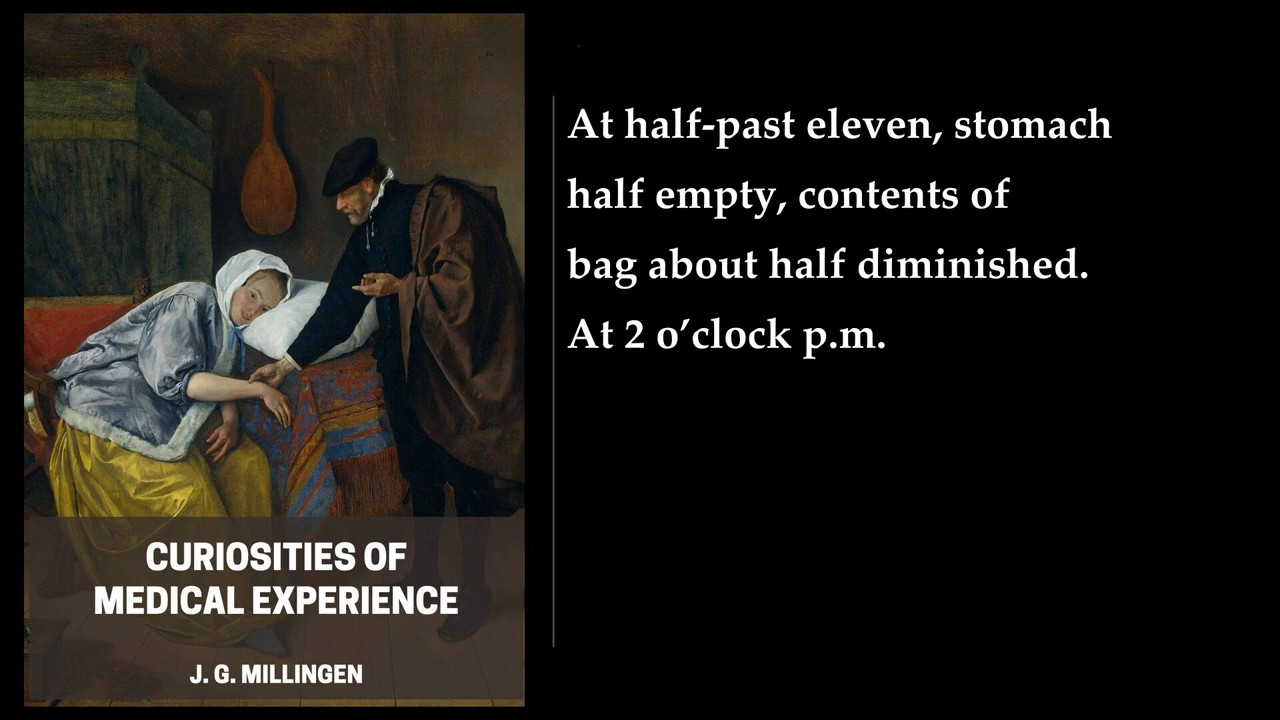 At half-past eleven, stomach
half empty, contents of
bag about half diminished.
At 2 o’clock p.m.
CURIOSITIES OF
MEDICAL EXPERIENCE
J. G. MILLINGEN